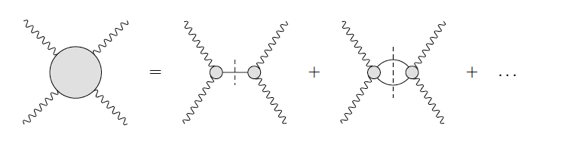 = + + ...